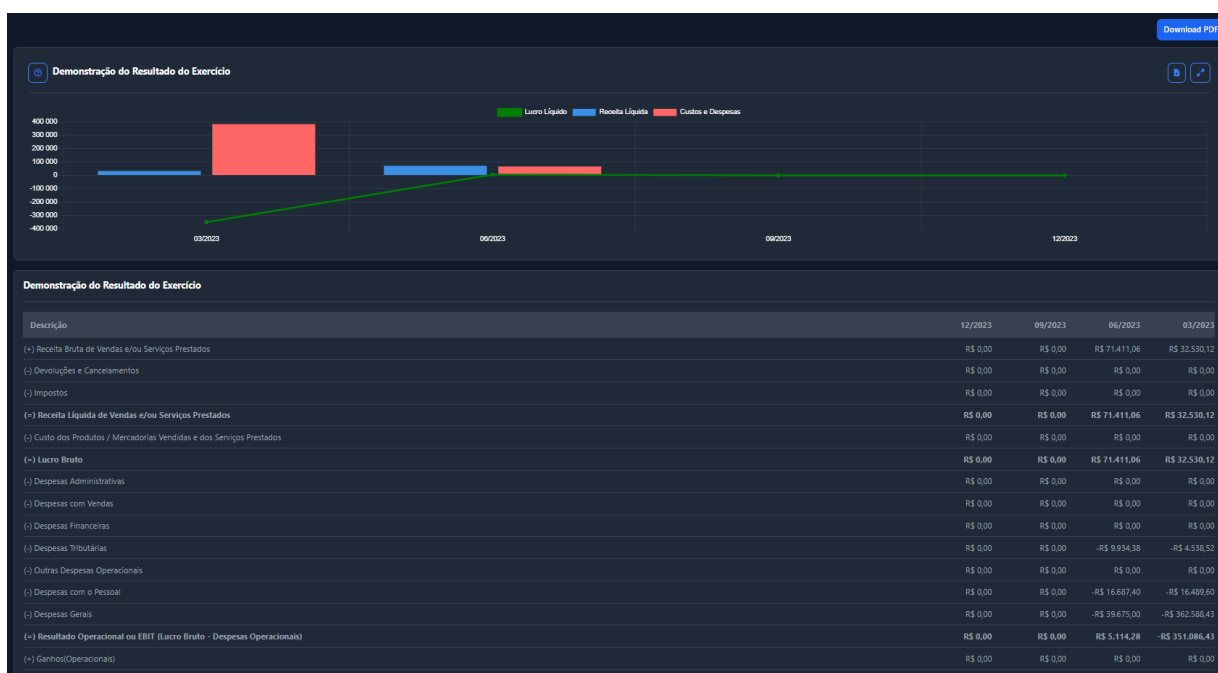 Download PDF
Demonstração do Resultado do Exercício
Lucro Líquido Receita Líquida Custos e Despesas
400 000
300 000
200 000
100 000
0
-100 000
-200 000
-300 000
-400 000
03/2023 06/2023 09/2023 12/2023
Demonstração do Resultado do Exercício
Descrição 12/2023 09/2023 06/2023 03/2023
(+) Receita Bruta de Vendas e/ou Serviços Prestados R$ 0,00 R$ 0,00 R$ 71.411,06 R$ 32.530,12
(-) Devoluções e Cancelamentos R$ 0,00 R$ 0,00 R$ 0,00 R$ 0,00
(-) Impostos R$ 0,00 R$ 0,00 R$ 0,00 R$ 0,00
(=) Receita Líquida de Vendas e/ou Serviços Prestados R$ 0,00 R$ 0,00 R$ 71.411,06 R$ 32.530,12
(-) Custo dos Produtos / Mercadorias Vendidas e dos Serviços Prestados R$ 0,00 R$ 0,00 R$ 0,00 R$ 0,00
(=) Lucro Bruto R$ 0,00 R$ 0,00 R$ 71.411,06 R$ 32.530,12
(-) Despesas Administrativas R$ 0,00 R$ 0,00 R$ 0,00 R$ 0,00
(-) Despesas com Vendas R$ 0,00 R$ 0,00 R$ 0,00 R$ 0,00
(-) Despesas Financeiras R$ 0,00 R$ 0,00 R$ 0,00 R$ 0,00
(-) Despesas Tributárias R$ 0,00 R$ 0,00 -R$ 9.934,38 -R$ 4.538,52
(-) Outras Despesas Operacionais R$ 0,00 R$ 0,00 R$ 0,00 R$ 0,00
(-) Despesas com o Pessoal R$ 0,00 R$ 0,00 -R$ 16.687,40 -R$ 16.489,60
(-) Despesas Gerais R$ 0,00 R$ 0,00 -R$ 39.675,00 -R$ 362.588,43
(=) Resultado Operacional ou EBIT (Lucro Bruto - Despesas Operacionais) R$ 0,00 R$ 0,00 R$ 5.114,28 -R$ 351.086,43
(+) Ganhos(Operacionais) R$ 0,00 R$ 0,00 R$ 0,00 R$ 0,00